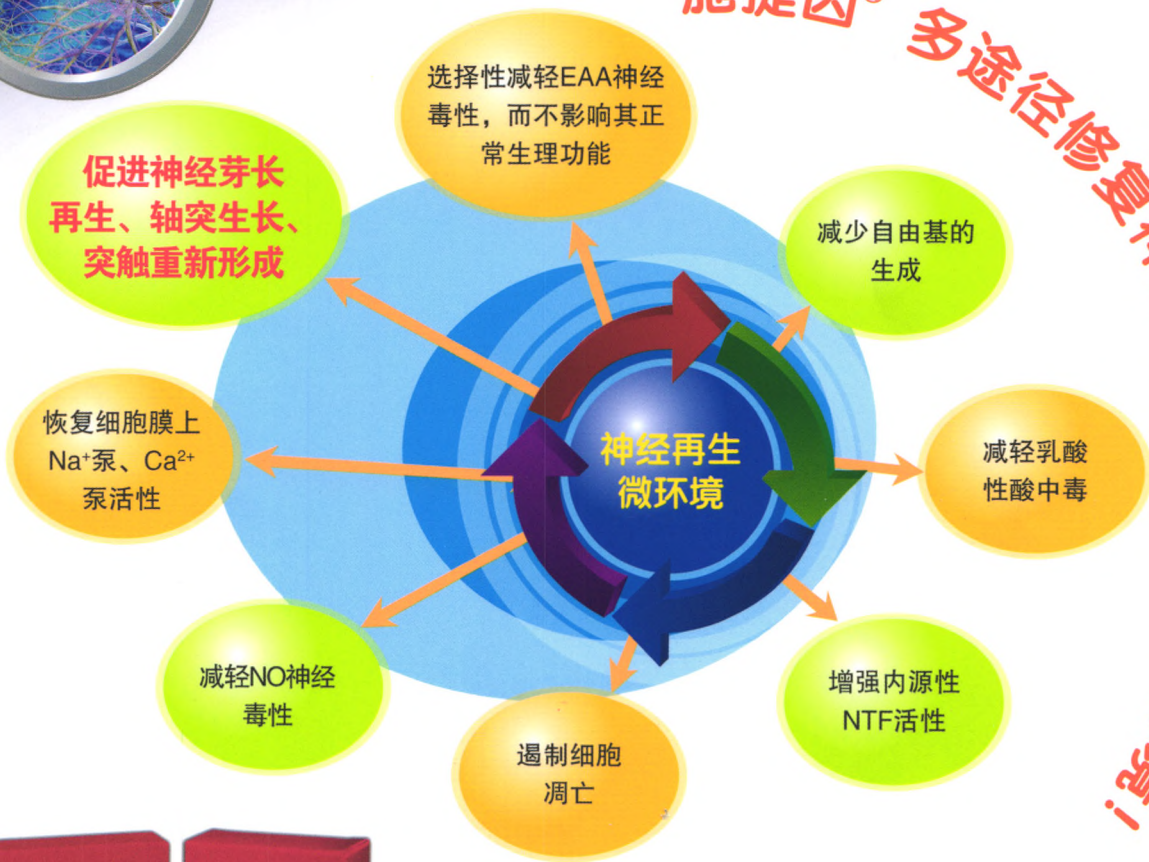 胞提因®
多途径修复
选择性减轻EAA神经
毒性，而不影响其正
常生理功能
促进神经芽长
再生、轴突生长、
突触重新形成
减少自由基的
生成
恢复细胞膜上
Na⁺泵、Ca²⁺
泵活性
神经再生
微环境
减轻乳酸
性酸中毒
减轻NO神经
毒性
增强内源性
NTF活性
遏制细胞
凋亡
！